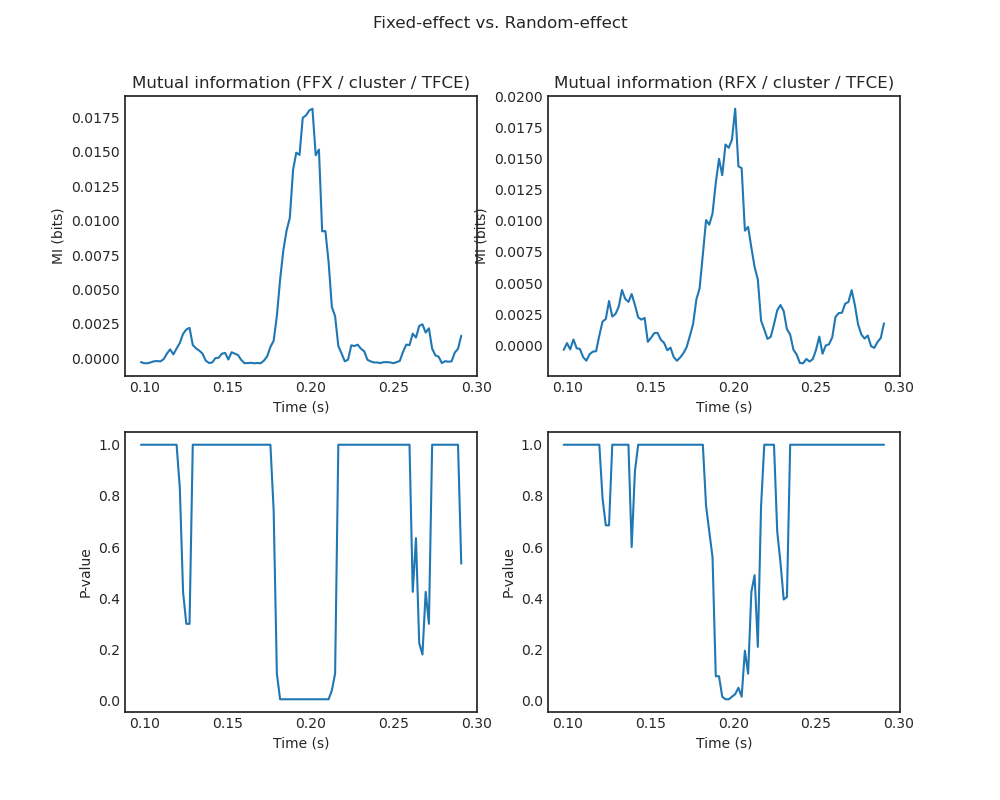 Fixed-effect vs. Random-effect
Mutual information (FFX / cluster / TFCE)
MI (bits)
0.0175
0.0150
0.0125
0.0100
0.0075
0.0050
0.0025
0.0000
0.10 0.15 0.20 0.25 0.30
Time (s)
Mutual information (RFX / cluster / TFCE)
MI (bits)
0.0200
0.0175
0.0150
0.0125
0.0100
0.0075
0.0050
0.0025
0.0000
0.10 0.15 0.20 0.25 0.30
Time (s)
P-value
1.0
0.8
0.6
0.4
0.2
0.0
0.10 0.15 0.20 0.25 0.30
Time (s)
P-value
1.0
0.8
0.6
0.4
0.2
0.0
0.10 0.15 0.20 0.25 0.30
Time (s)